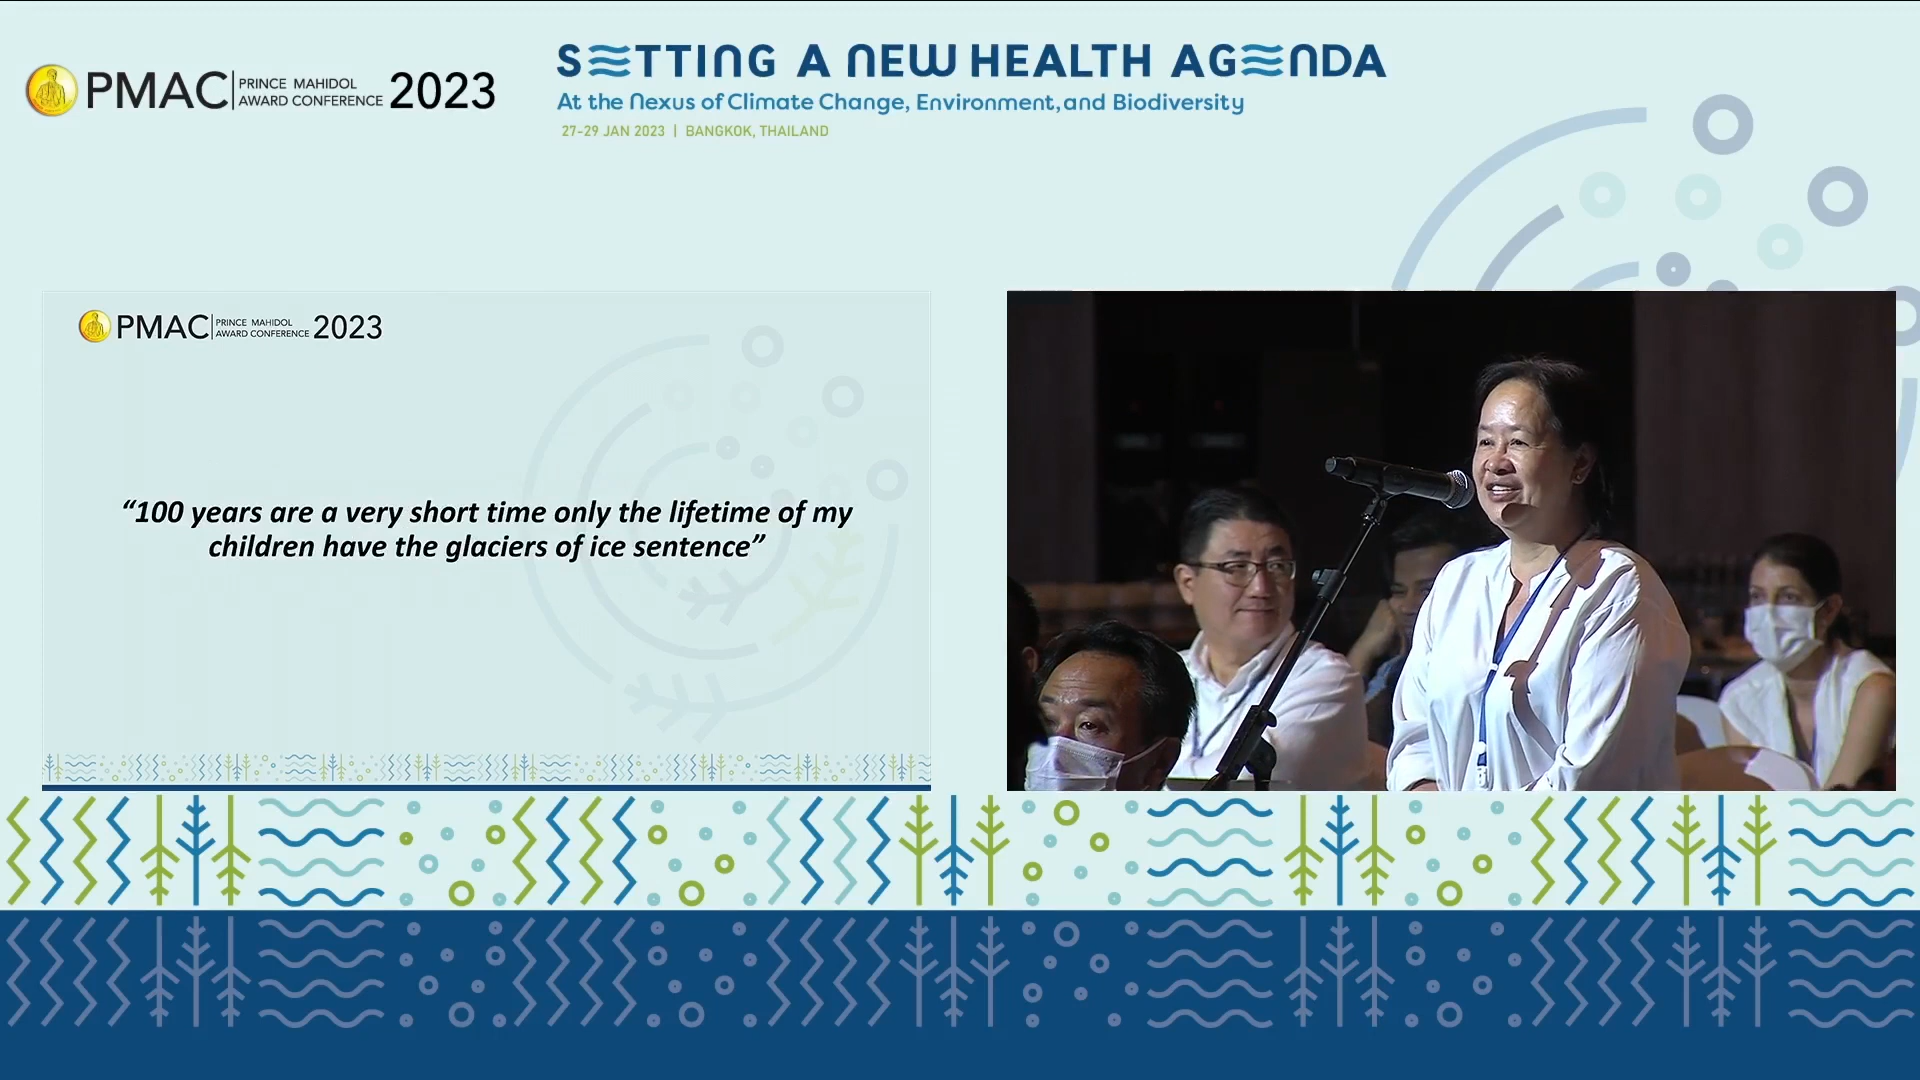 PMAC PRINCE MAHIDOL AWARD CONFERENCE 2023
SETTING A NEW HEALTH AGENDA
At the Nexus of Climate Change, Environment, and Biodiversity
27-29 JAN 2023 | BANGKOK, THAILAND
PMAC PRINCE MAHIDOL AWARD CONFERENCE 2023
“100 years are a very short time only the lifetime of my
children have the glaciers of ice sentence”